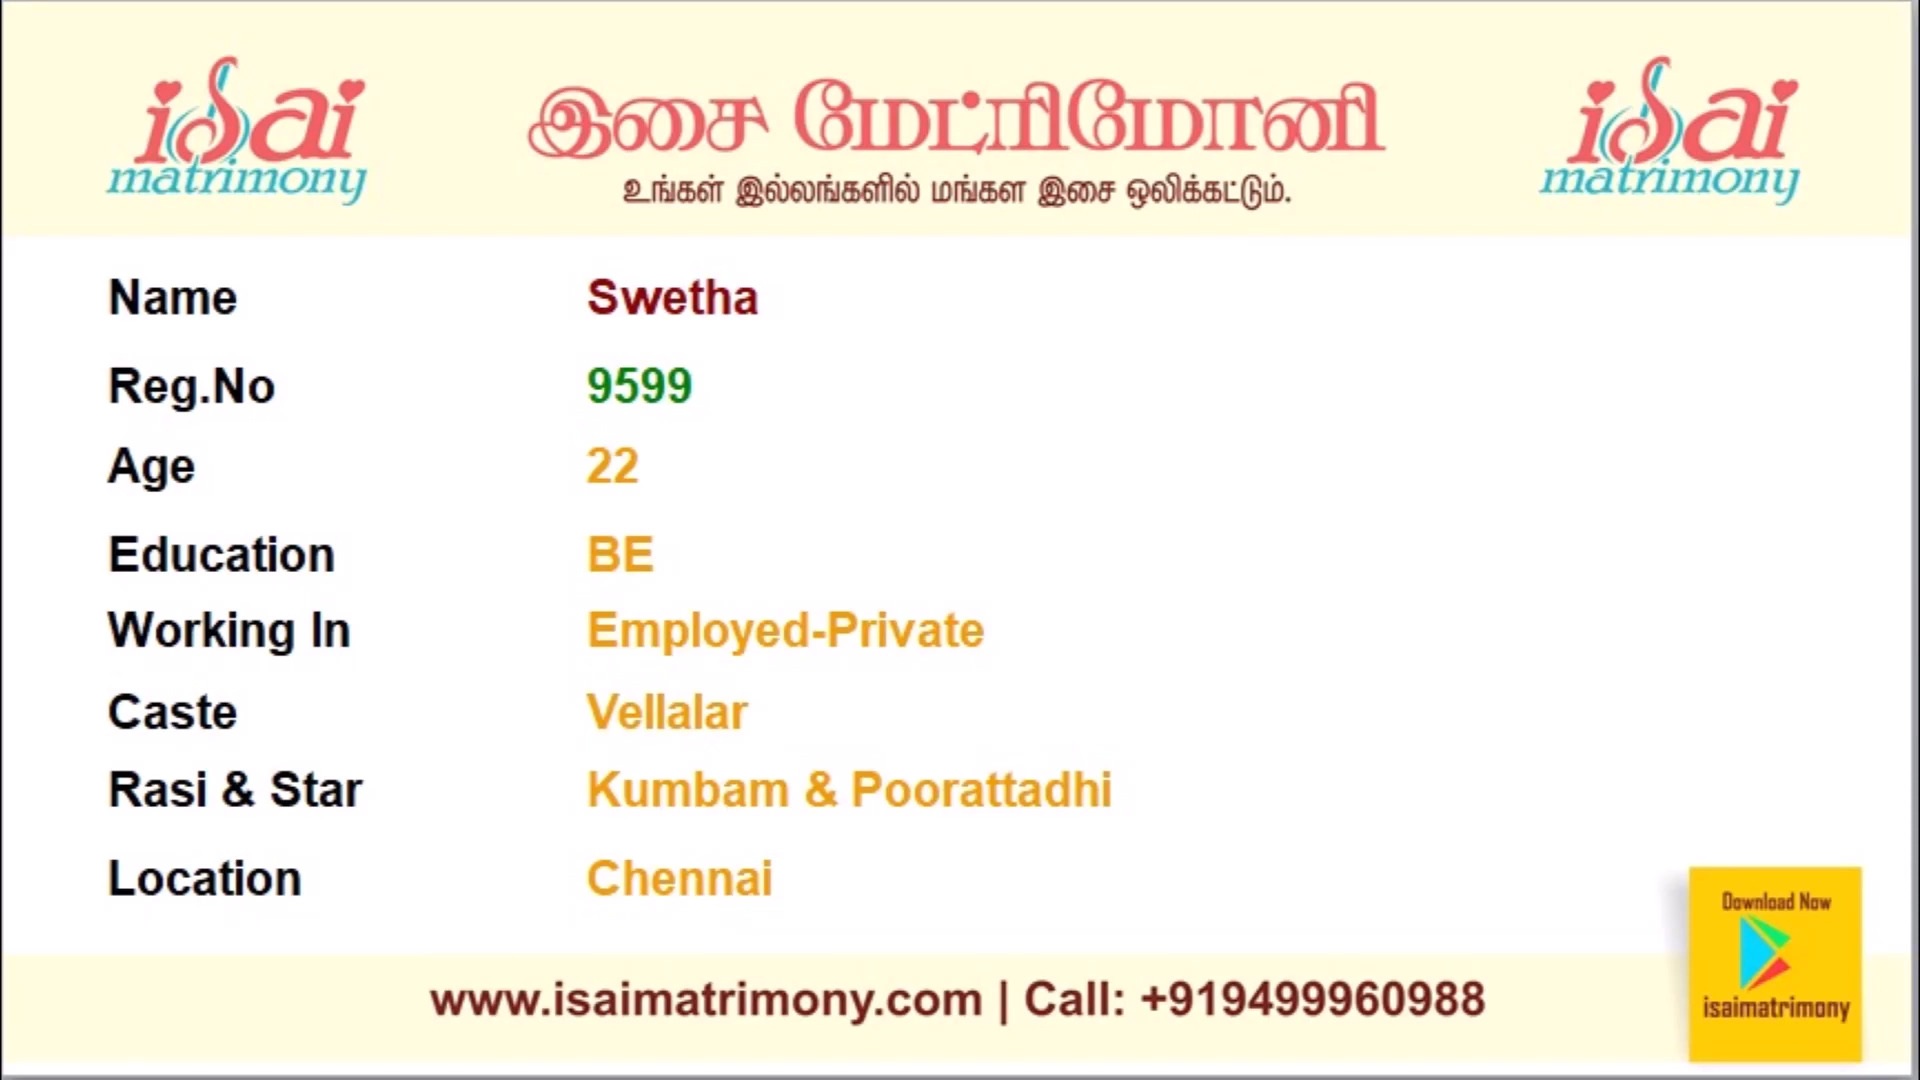 isai
matrimony
இசை மேட்ரிமோனி
உங்கள் இல்லங்களில் மங்கள இசை ஒலிக்கட்டும்.
isai
matrimony
Name Swetha
Reg.No 9599
Age 22
Education BE
Working In Employed-Private
Caste Vellalar
Rasi & Star Kumbam & Poorattadhi
Location Chennai
Download Now
isaimatrimony
www.isaimatrimony.com | Call: +919499960988